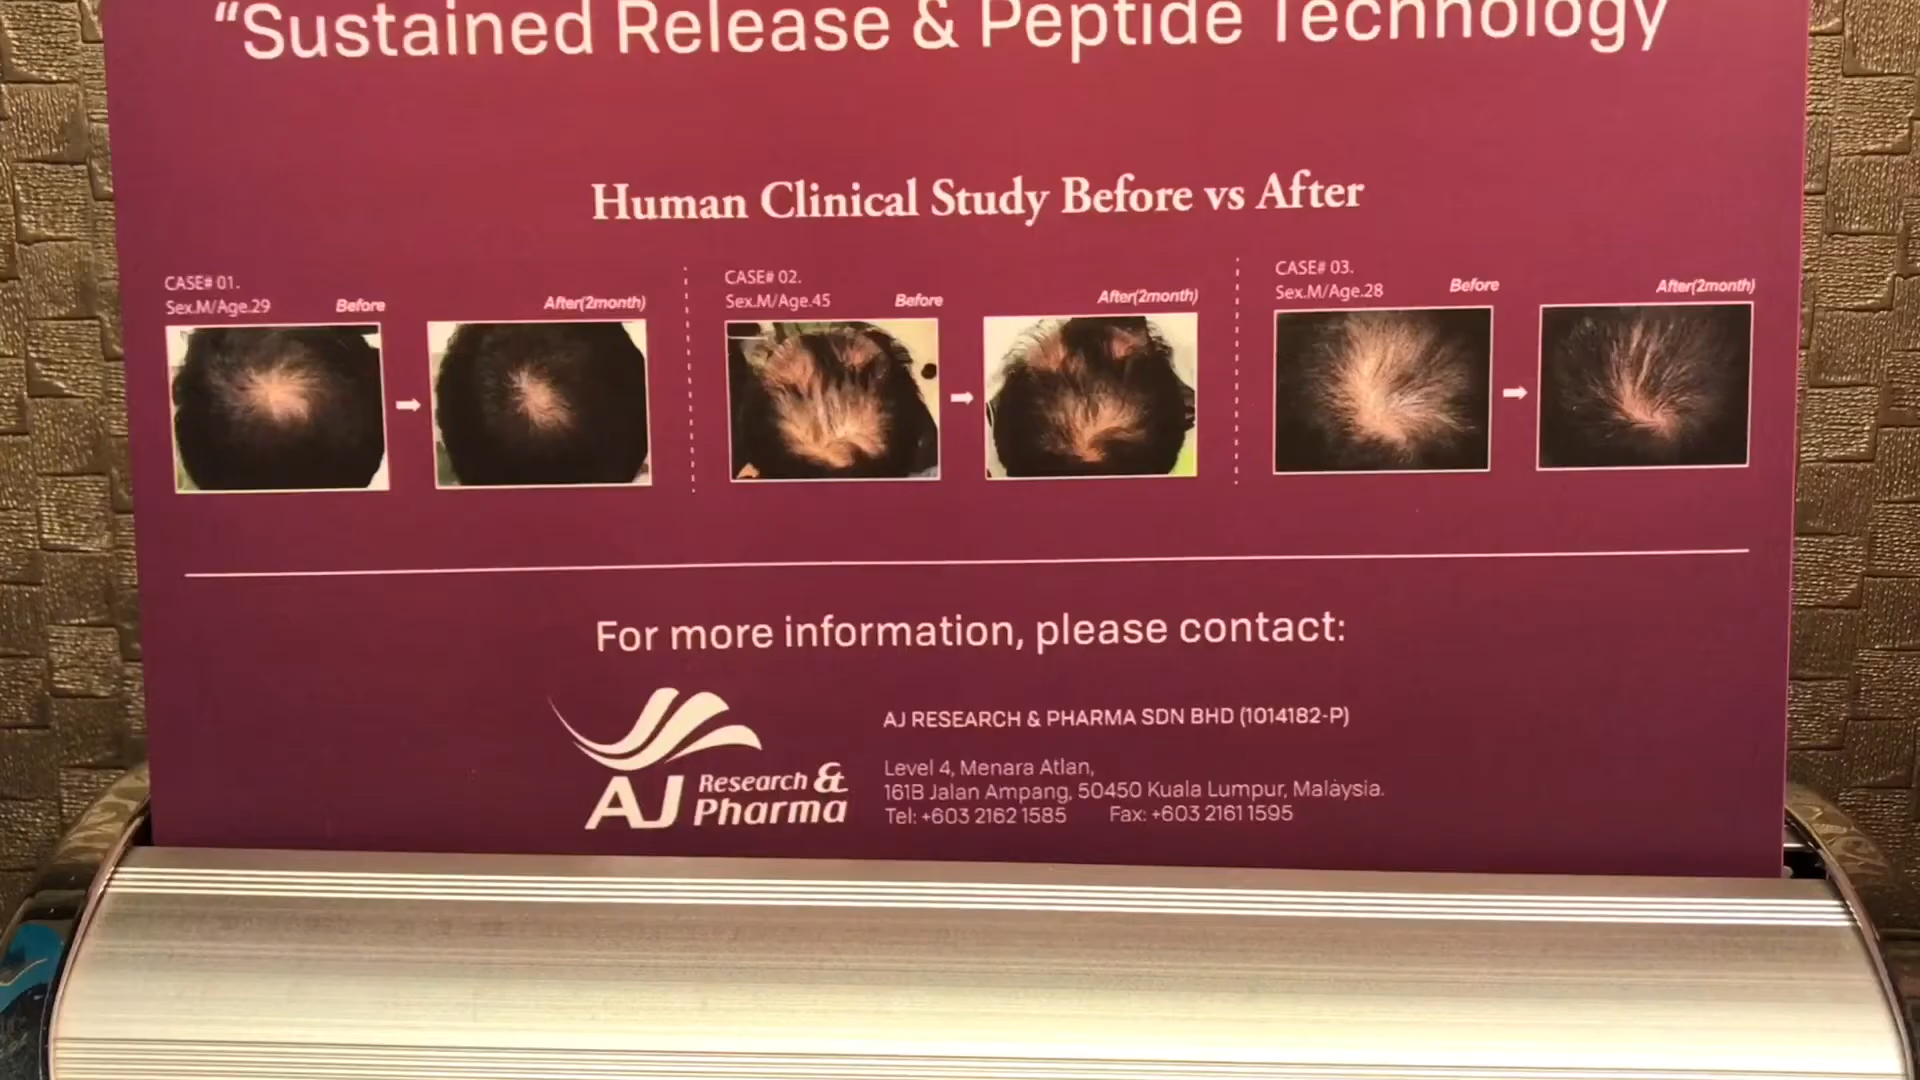 “Sustained Release & Peptide Technology
Human Clinical Study Before vs After
CASE# 01.
Sex.M/Age.29 Before After(2month)
CASE# 02.
Sex.M/Age.45 Before After(2month)
CASE# 03.
Sex.M/Age.28 Before After(2month)
For more information, please contact:
AJ Research & Pharma
AJ RESEARCH & PHARMA SDN BHD (1014182-P)
Level 4, Menara Atlan,
161B Jalan Ampang, 50450 Kuala Lumpur, Malaysia.
Tel: +603 2162 1585 Fax: +603 2161 1595